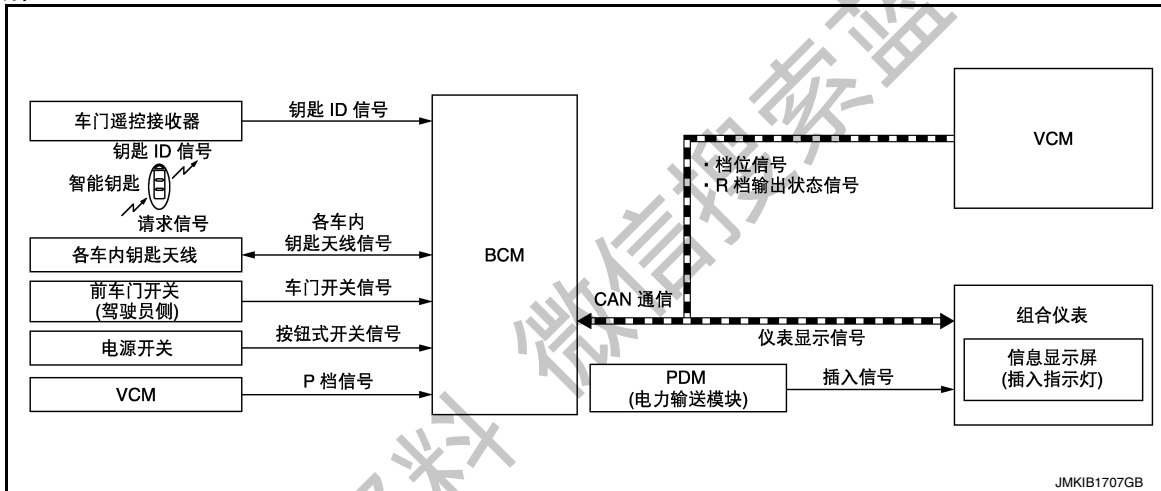 车门遥控接收器
钥匙 ID 信号
钥匙 ID 信号
智能钥匙
请求信号
各车内钥匙天线
各车内
钥匙天线信号
前车门开关
(驾驶员侧)
车门开关信号
电源开关
按钮式开关信号
VCM
P 档信号
BCM
VCM
· 档位信号
· R 档输出状态信号
CAN 通信
仪表显示信号
PDM
(电力输送模块)
插入信号
组合仪表
信息显示屏
(插入指示灯)
JMKIB1707GB
料 微信搜索蓝